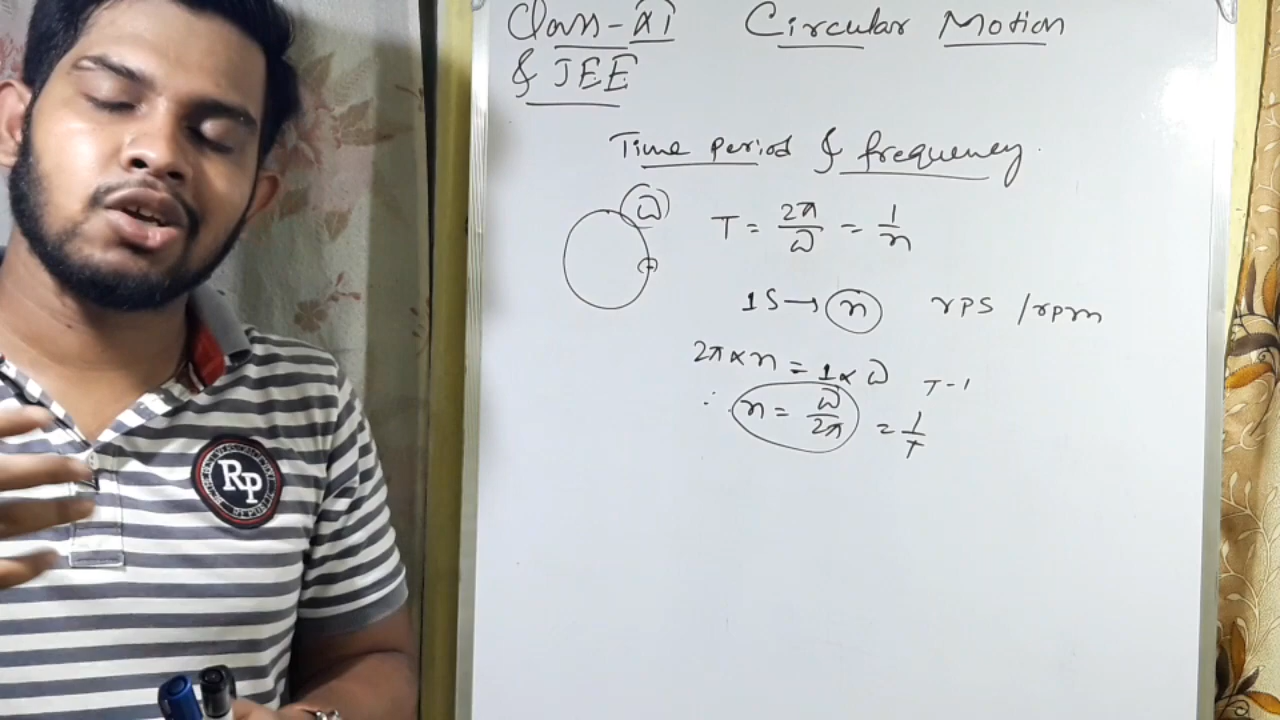 Class-XI Circular Motion
& JEE
Time period & frequency.
ω T = 2π/ω = 1/n
1S → n rps /rpm
2π × n = 1 × ω T-1
∴ n = ω/2π = 1/T
RP